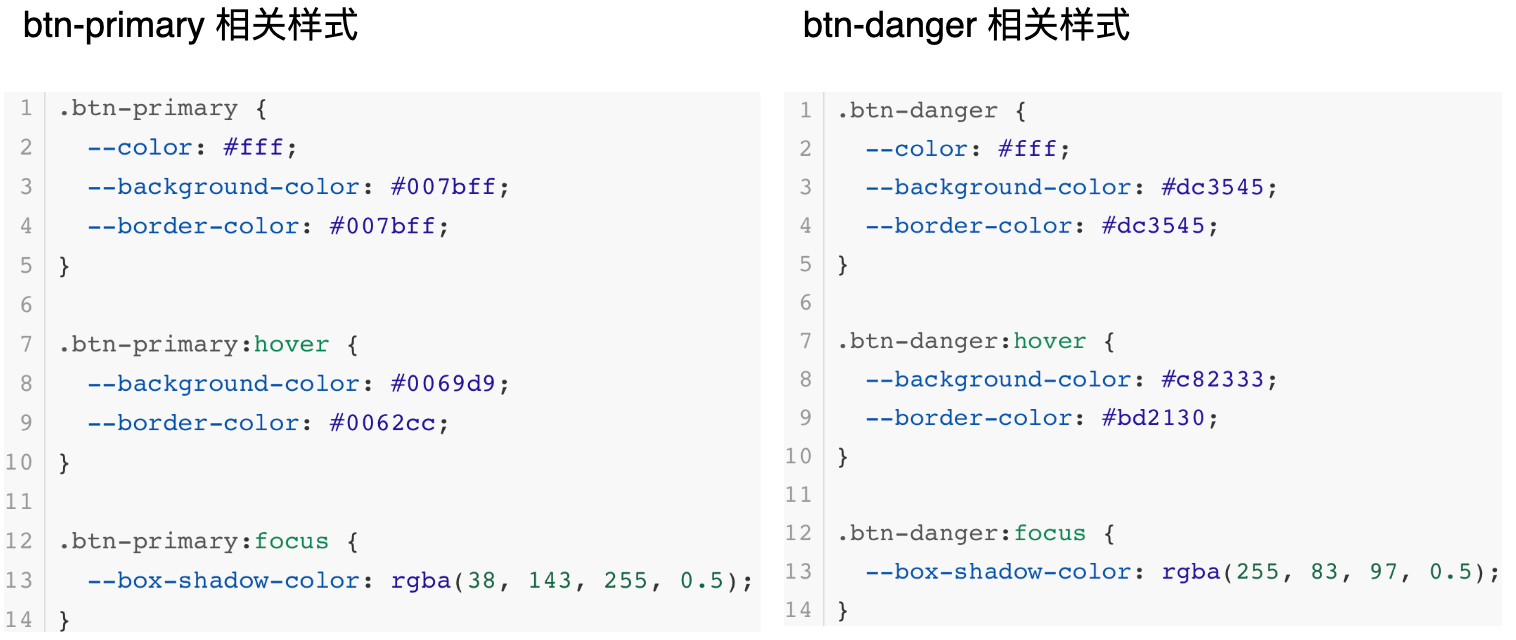 btn-primary 相关样式
1 .btn-primary {
2   --color: #fff;
3   --background-color: #007bff;
4   --border-color: #007bff;
5 }
6
7 .btn-primary:hover {
8   --background-color: #0069d9;
9   --border-color: #0062cc;
10 }
11
12 .btn-primary:focus {
13   --box-shadow-color: rgba(38, 143, 255, 0.5);
14 }
btn-danger 相关样式
1 .btn-danger {
2   --color: #fff;
3   --background-color: #dc3545;
4   --border-color: #dc3545;
5 }
6
7 .btn-danger:hover {
8   --background-color: #c82333;
9   --border-color: #bd2130;
10 }
11
12 .btn-danger:focus {
13   --box-shadow-color: rgba(255, 83, 97, 0.5);
14 }